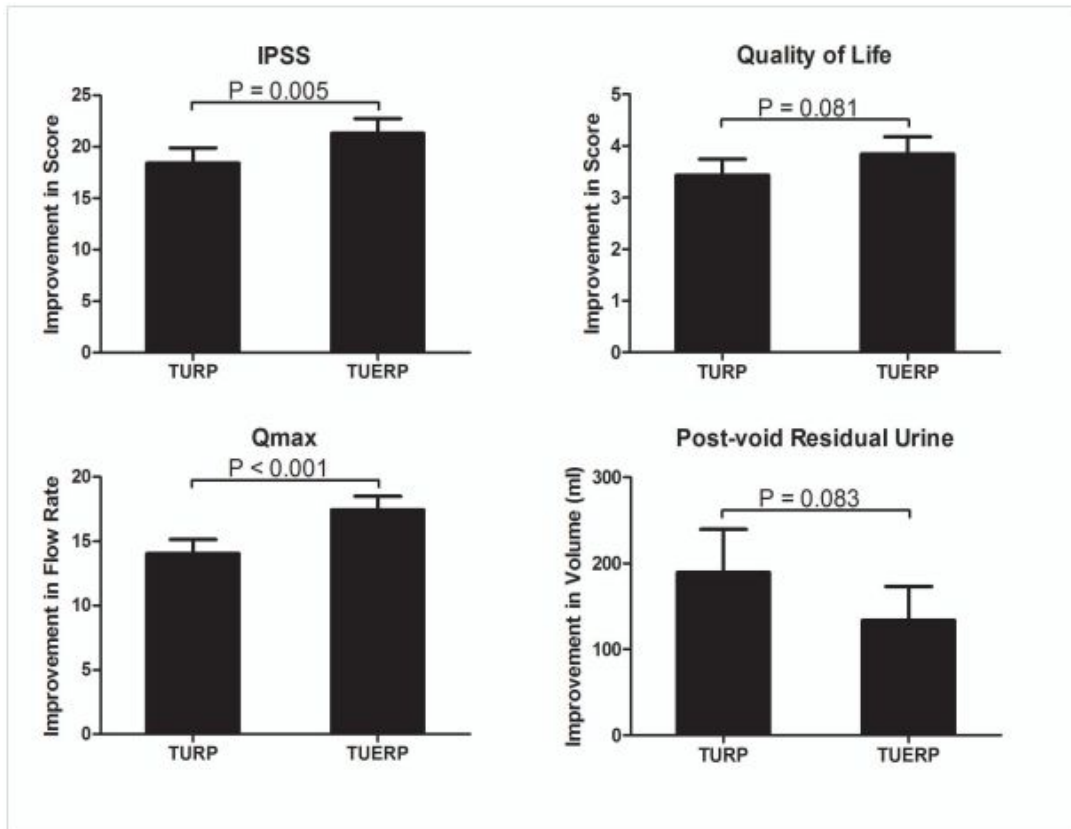 IPSS
P = 0.005
Improvement in Score
25
20
15
10
5
0
TURP
TUERP
Quality of Life
P = 0.081
Improvement in Score
5
4
3
2
1
0
TURP
TUERP
Qmax
P < 0.001
Improvement in Flow Rate
20
15
10
5
0
TURP
TUERP
Post-void Residual Urine
P = 0.083
Improvement in Volume (ml)
300
200
100
0
TURP
TUERP